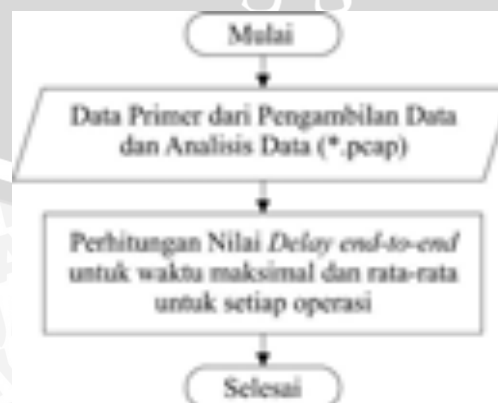 Mulai
Data Primer dari Pengambilan Data
dan Analisis Data (*.pcap)
Perhitungan Nilai Delay end-to-end
untuk waktu maksimal dan rata-rata
untuk setiap operasi
Selesai